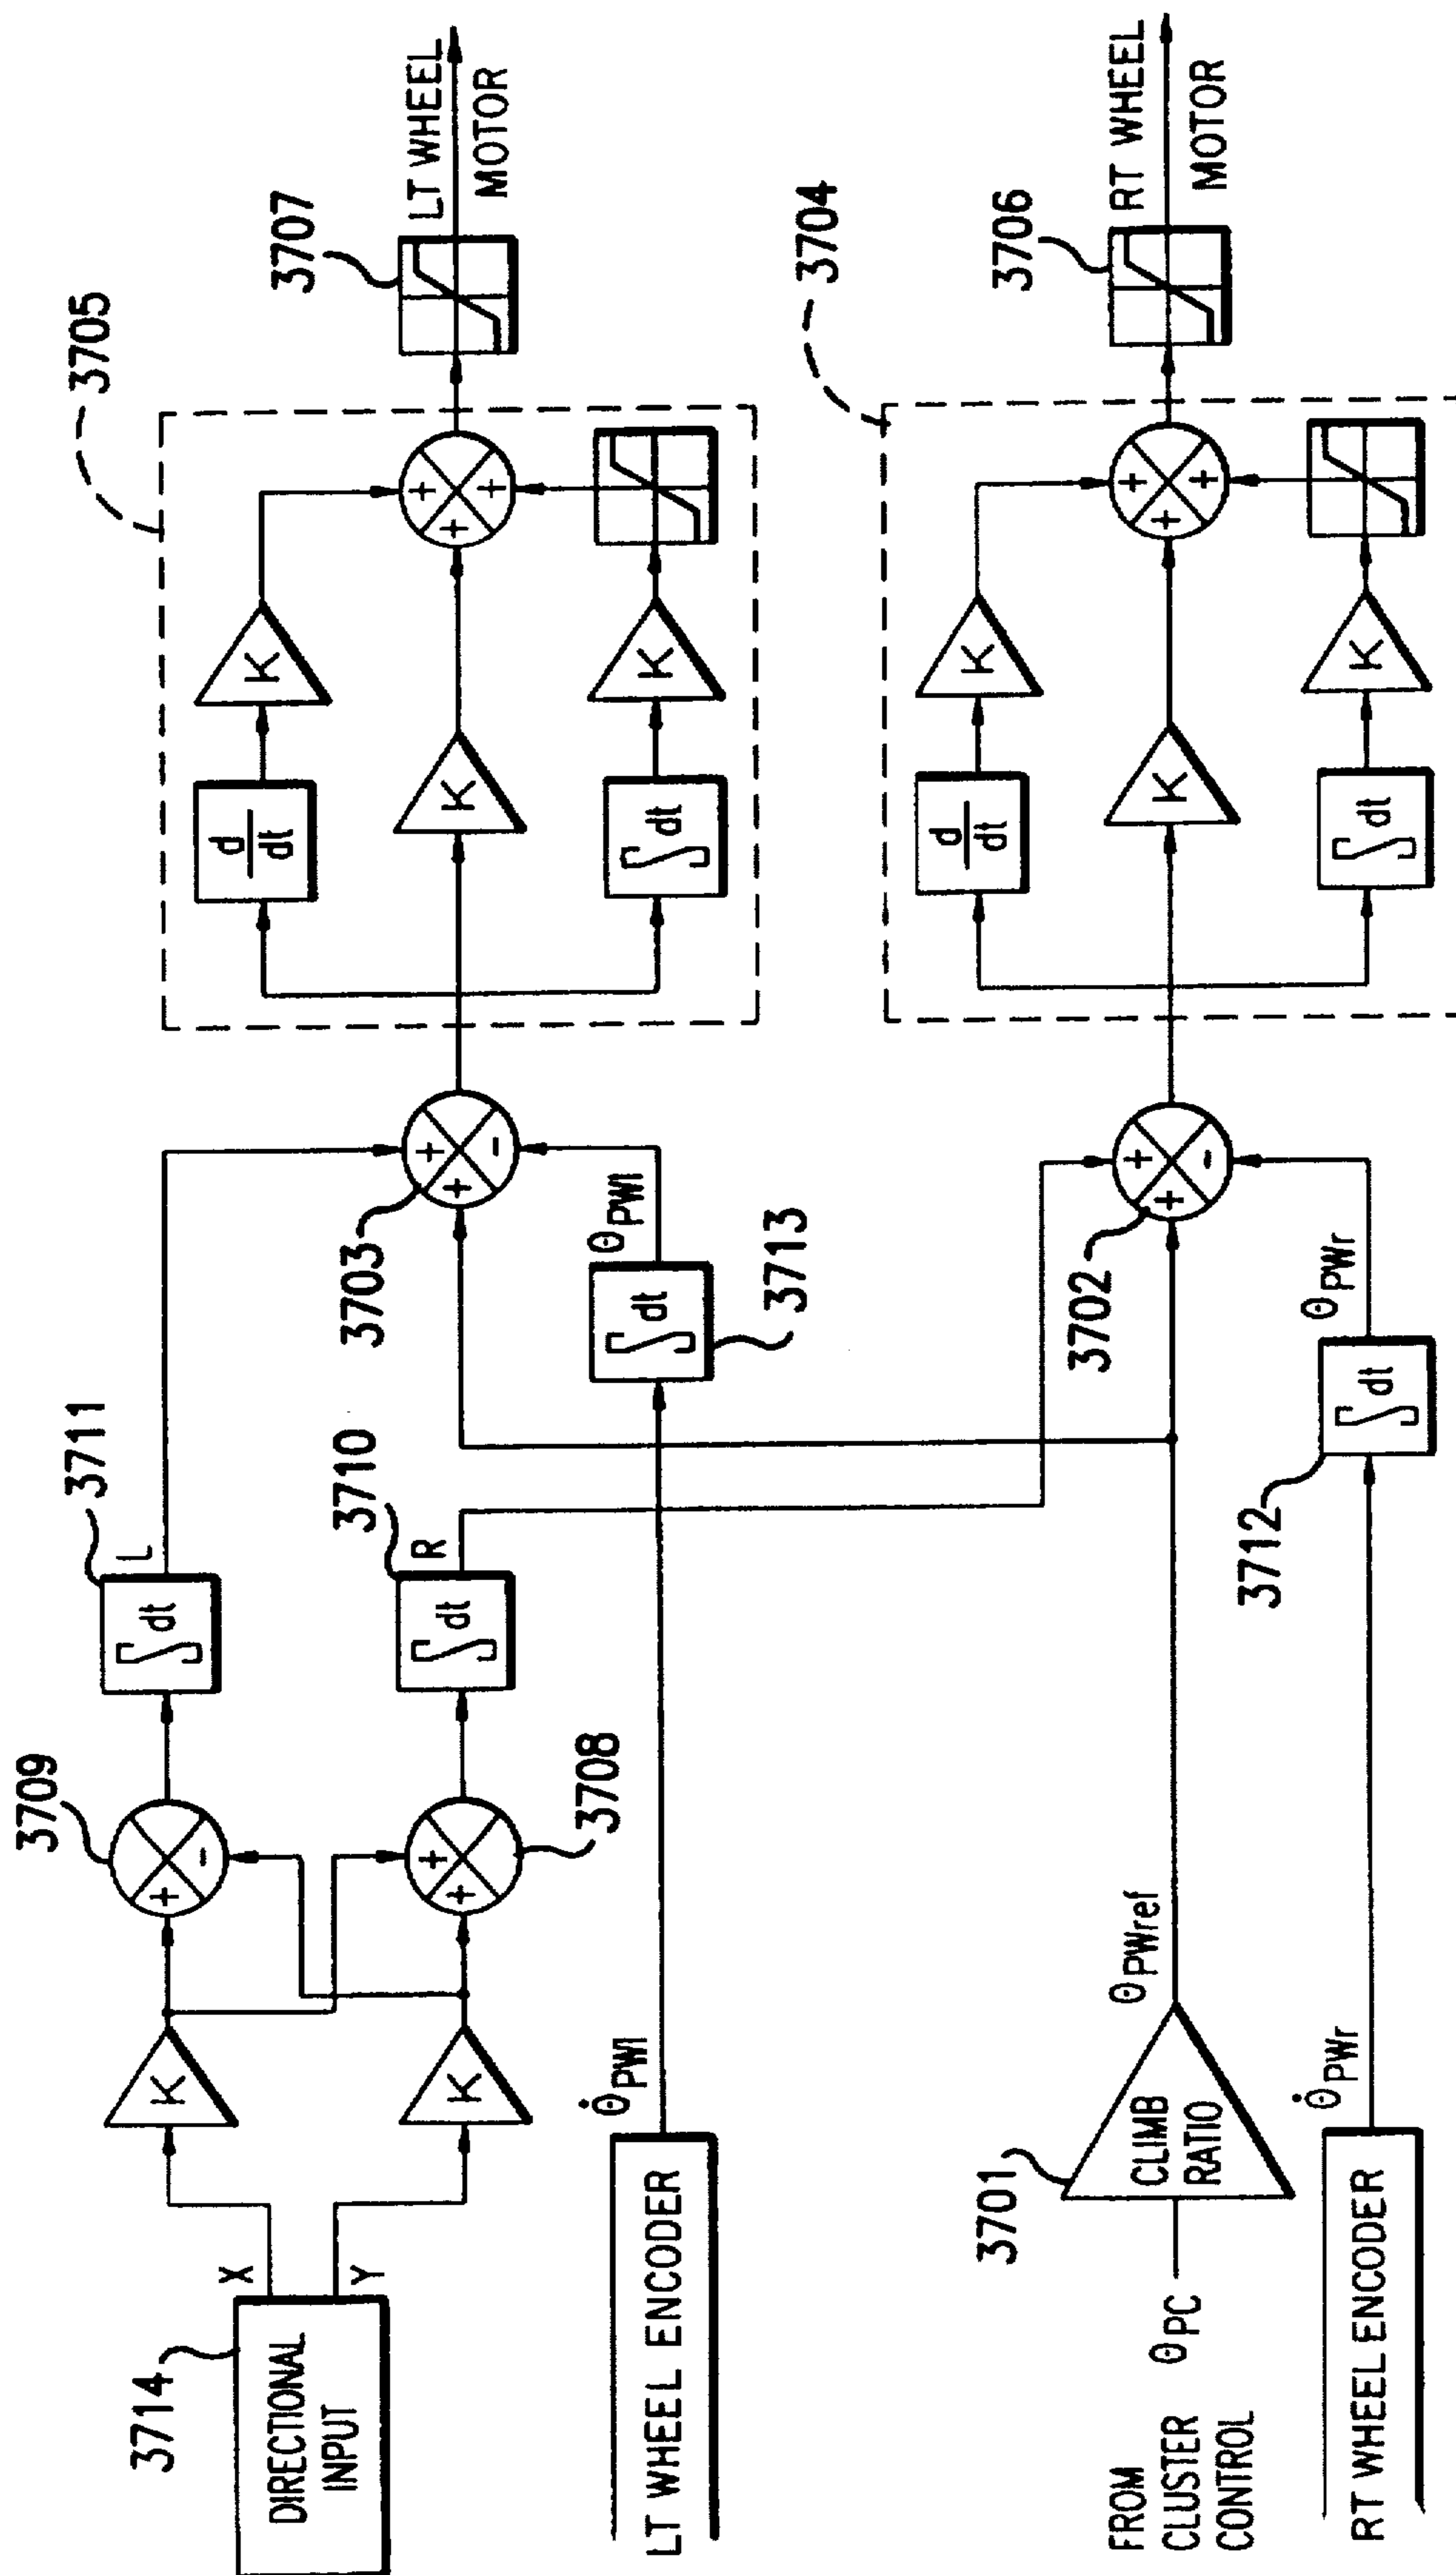 3714
DIRECTIONAL
INPUT
X
Y
K
K
3709
+
-
3708
+
+
3711
∫dt
L
3710
∫dt
R
LT WHEEL ENCODER
θ̇PWl
3713
∫dt
θPWl
3703
+
+
-
3705
d/dt
K
K
∫dt
K
+
+
+
3707
LT WHEEL
MOTOR
FROM
CLUSTER
CONTROL
θPC
3701
CLIMB
RATIO
θPWref
RT WHEEL ENCODER
θ̇PWr
3712
∫dt
θPWr
3702
+
+
-
3704
d/dt
K
K
∫dt
K
+
+
+
3706
RT WHEEL
MOTOR